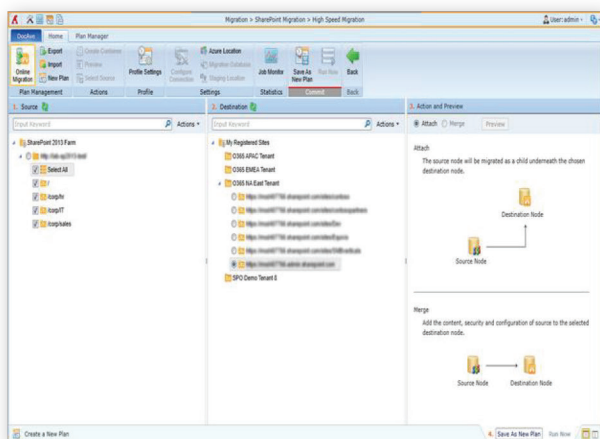 Migration > SharePoint Migration > High Speed Migration
User: admin
DocAve Home Plan Manager
Online Migration
Export
Import
New Plan
Create Container
Preview
Select Source
Profile Settings
Configure Connection
Azure Location
Migration Database
Staging Location
Job Monitor
Save As New Plan
Run Now
Back
Plan Management Actions Profile Settings Statistics Commit Back
1. Source
Input Keyword
Actions
SharePoint 2013 Farm
Select All
/
/corp/hr
/corp/IT
/corp/sales
2. Destination
Input Keyword
Actions
My Registered Sites
O365 APAC Tenant
O365 EMEA Tenant
O365 NA East Tenant
SPO Demo Tenant 8
3. Action and Preview
Attach Merge Preview
Attach
The source node will be migrated as a child underneath the chosen
destination node.
Destination Node
Source Node
Merge
Add the content, security and configuration of source to the selected
destination node.
Source Node Destination Node
Create a New Plan
4. Save As New Plan Run Now